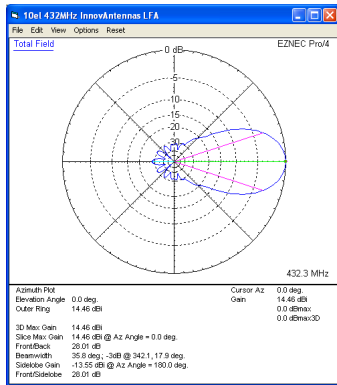 10el 432MHz InnovAntennas LFA
File Edit View Options Reset
Total Field
EZNEC Pro/4
0 dB
-5
-10
-15
-20
-30
432.3 MHz
Azimuth Plot
Elevation Angle 0.0 deg.
Outer Ring 14.46 dBi
Cursor Az 0.0 deg.
Gain 14.46 dBi
0.0 dBmax
0.0 dBmax3D
3D Max Gain 14.46 dBi
Slice Max Gain 14.46 dBi @ Az Angle = 0.0 deg.
Front/Back 28.01 dB
Beamwidth 35.8 deg.; -3dB @ 342.1, 17.9 deg.
Sidelobe Gain -13.55 dBi @ Az Angle = 180.0 deg.
Front/Sidelobe 28.01 dB